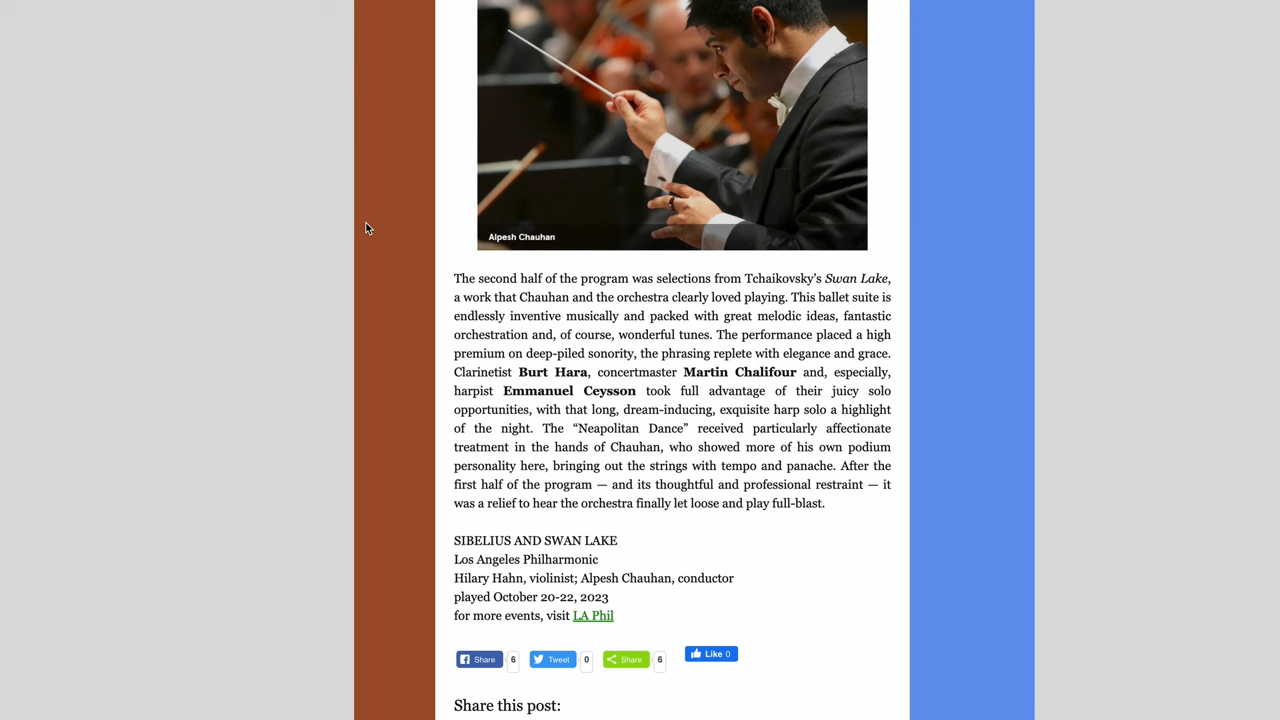 Alpesh Chauhan
The second half of the program was selections from Tchaikovsky's Swan Lake,
a work that Chauhan and the orchestra clearly loved playing. This ballet suite is
endlessly inventive musically and packed with great melodic ideas, fantastic
orchestration and, of course, wonderful tunes. The performance placed a high
premium on deep-piled sonority, the phrasing replete with elegance and grace.
Clarinetist Burt Hara, concertmaster Martin Chalifour and, especially,
harpist Emmanuel Ceysson took full advantage of their juicy solo
opportunities, with that long, dream-inducing, exquisite harp solo a highlight
of the night. The “Neapolitan Dance” received particularly affectionate
treatment in the hands of Chauhan, who showed more of his own podium
personality here, bringing out the strings with tempo and panache. After the
first half of the program — and its thoughtful and professional restraint — it
was a relief to hear the orchestra finally let loose and play full-blast.
SIBELIUS AND SWAN LAKE
Los Angeles Philharmonic
Hilary Hahn, violinist; Alpesh Chauhan, conductor
played October 20-22, 2023
for more events, visit LA Phil
Share 6 Tweet 0 Share 6 Like 0
Share this post: